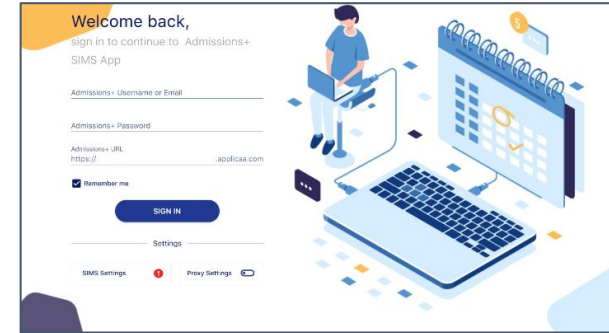 Welcome back,
sign in to continue to Admissions+
SIMS App
Admissions+ Username or Email
Admissions+ Password
Admissions+ URL
https:// .applicaa.com
Remember me
SIGN IN
Settings
SIMS Settings ! Proxy Settings
$